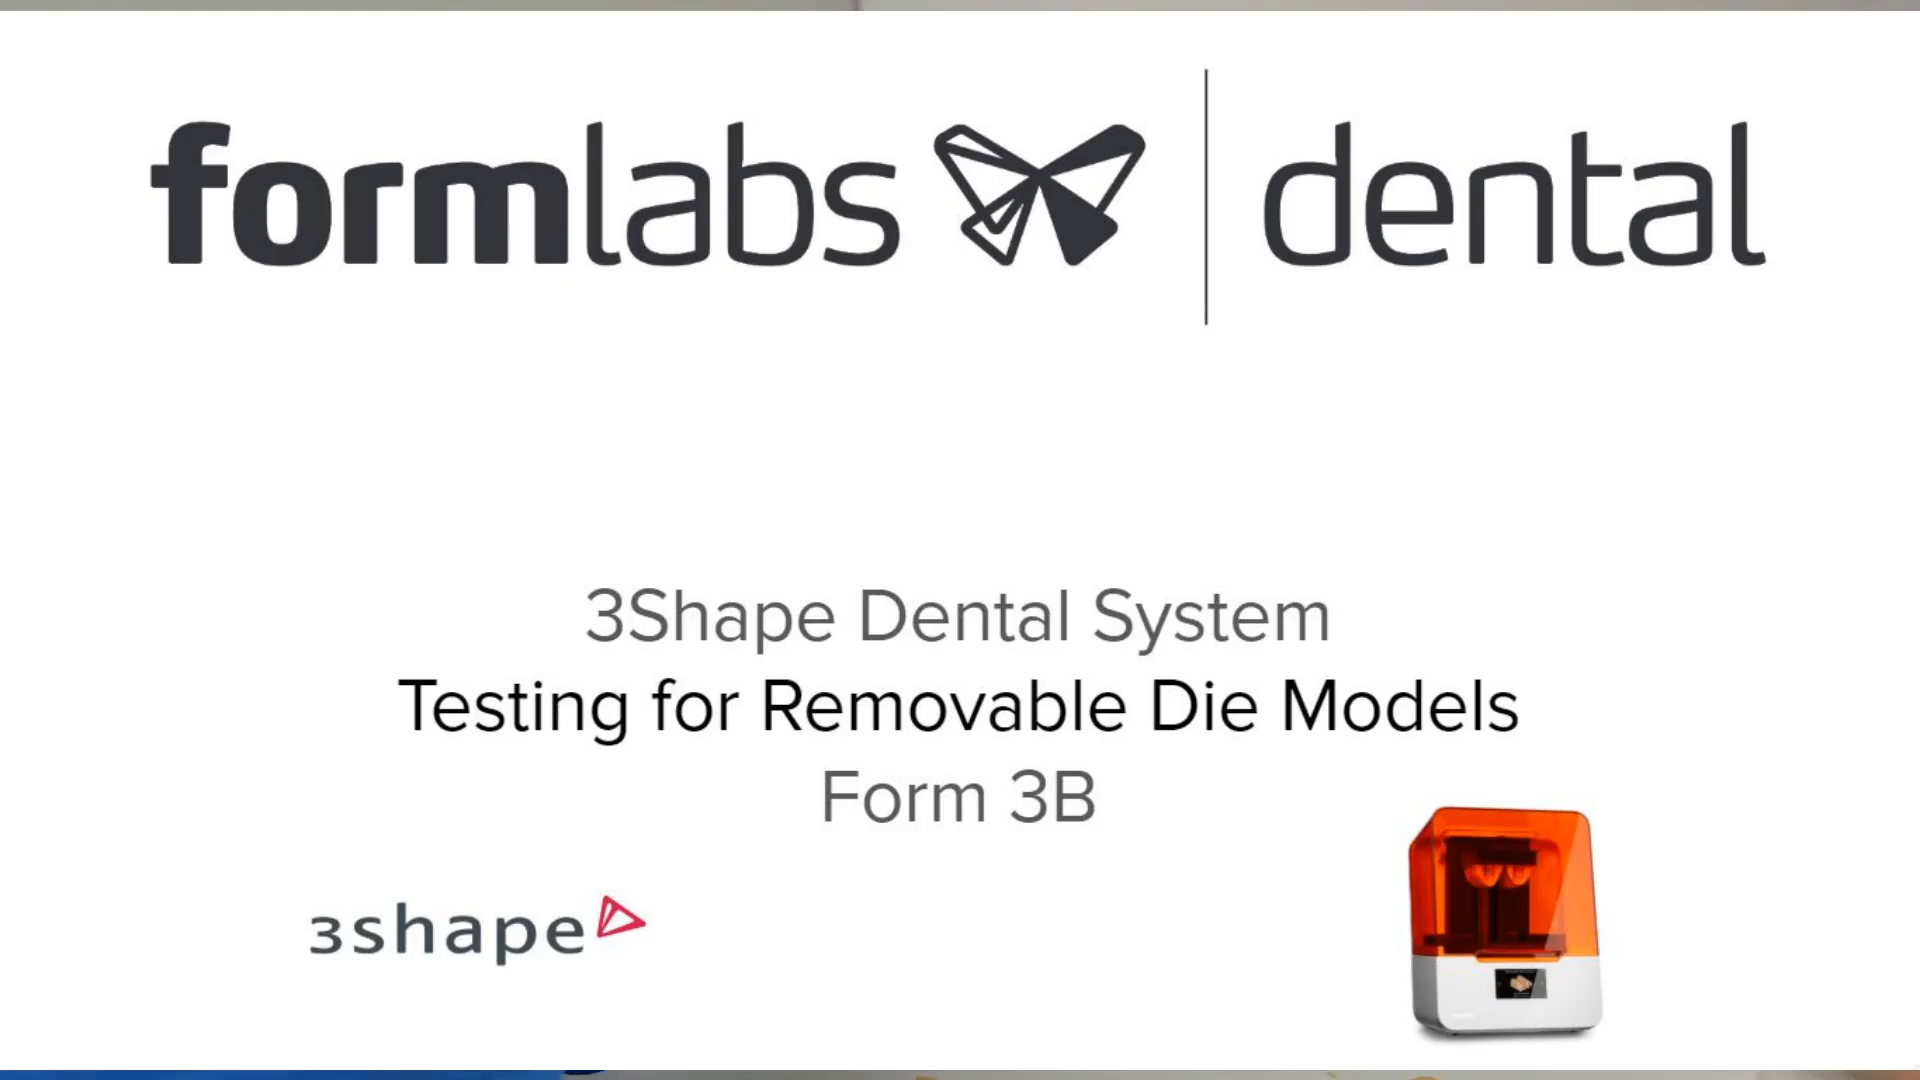 formlabs dental
3Shape Dental System
Testing for Removable Die Models
Form 3B
3shape